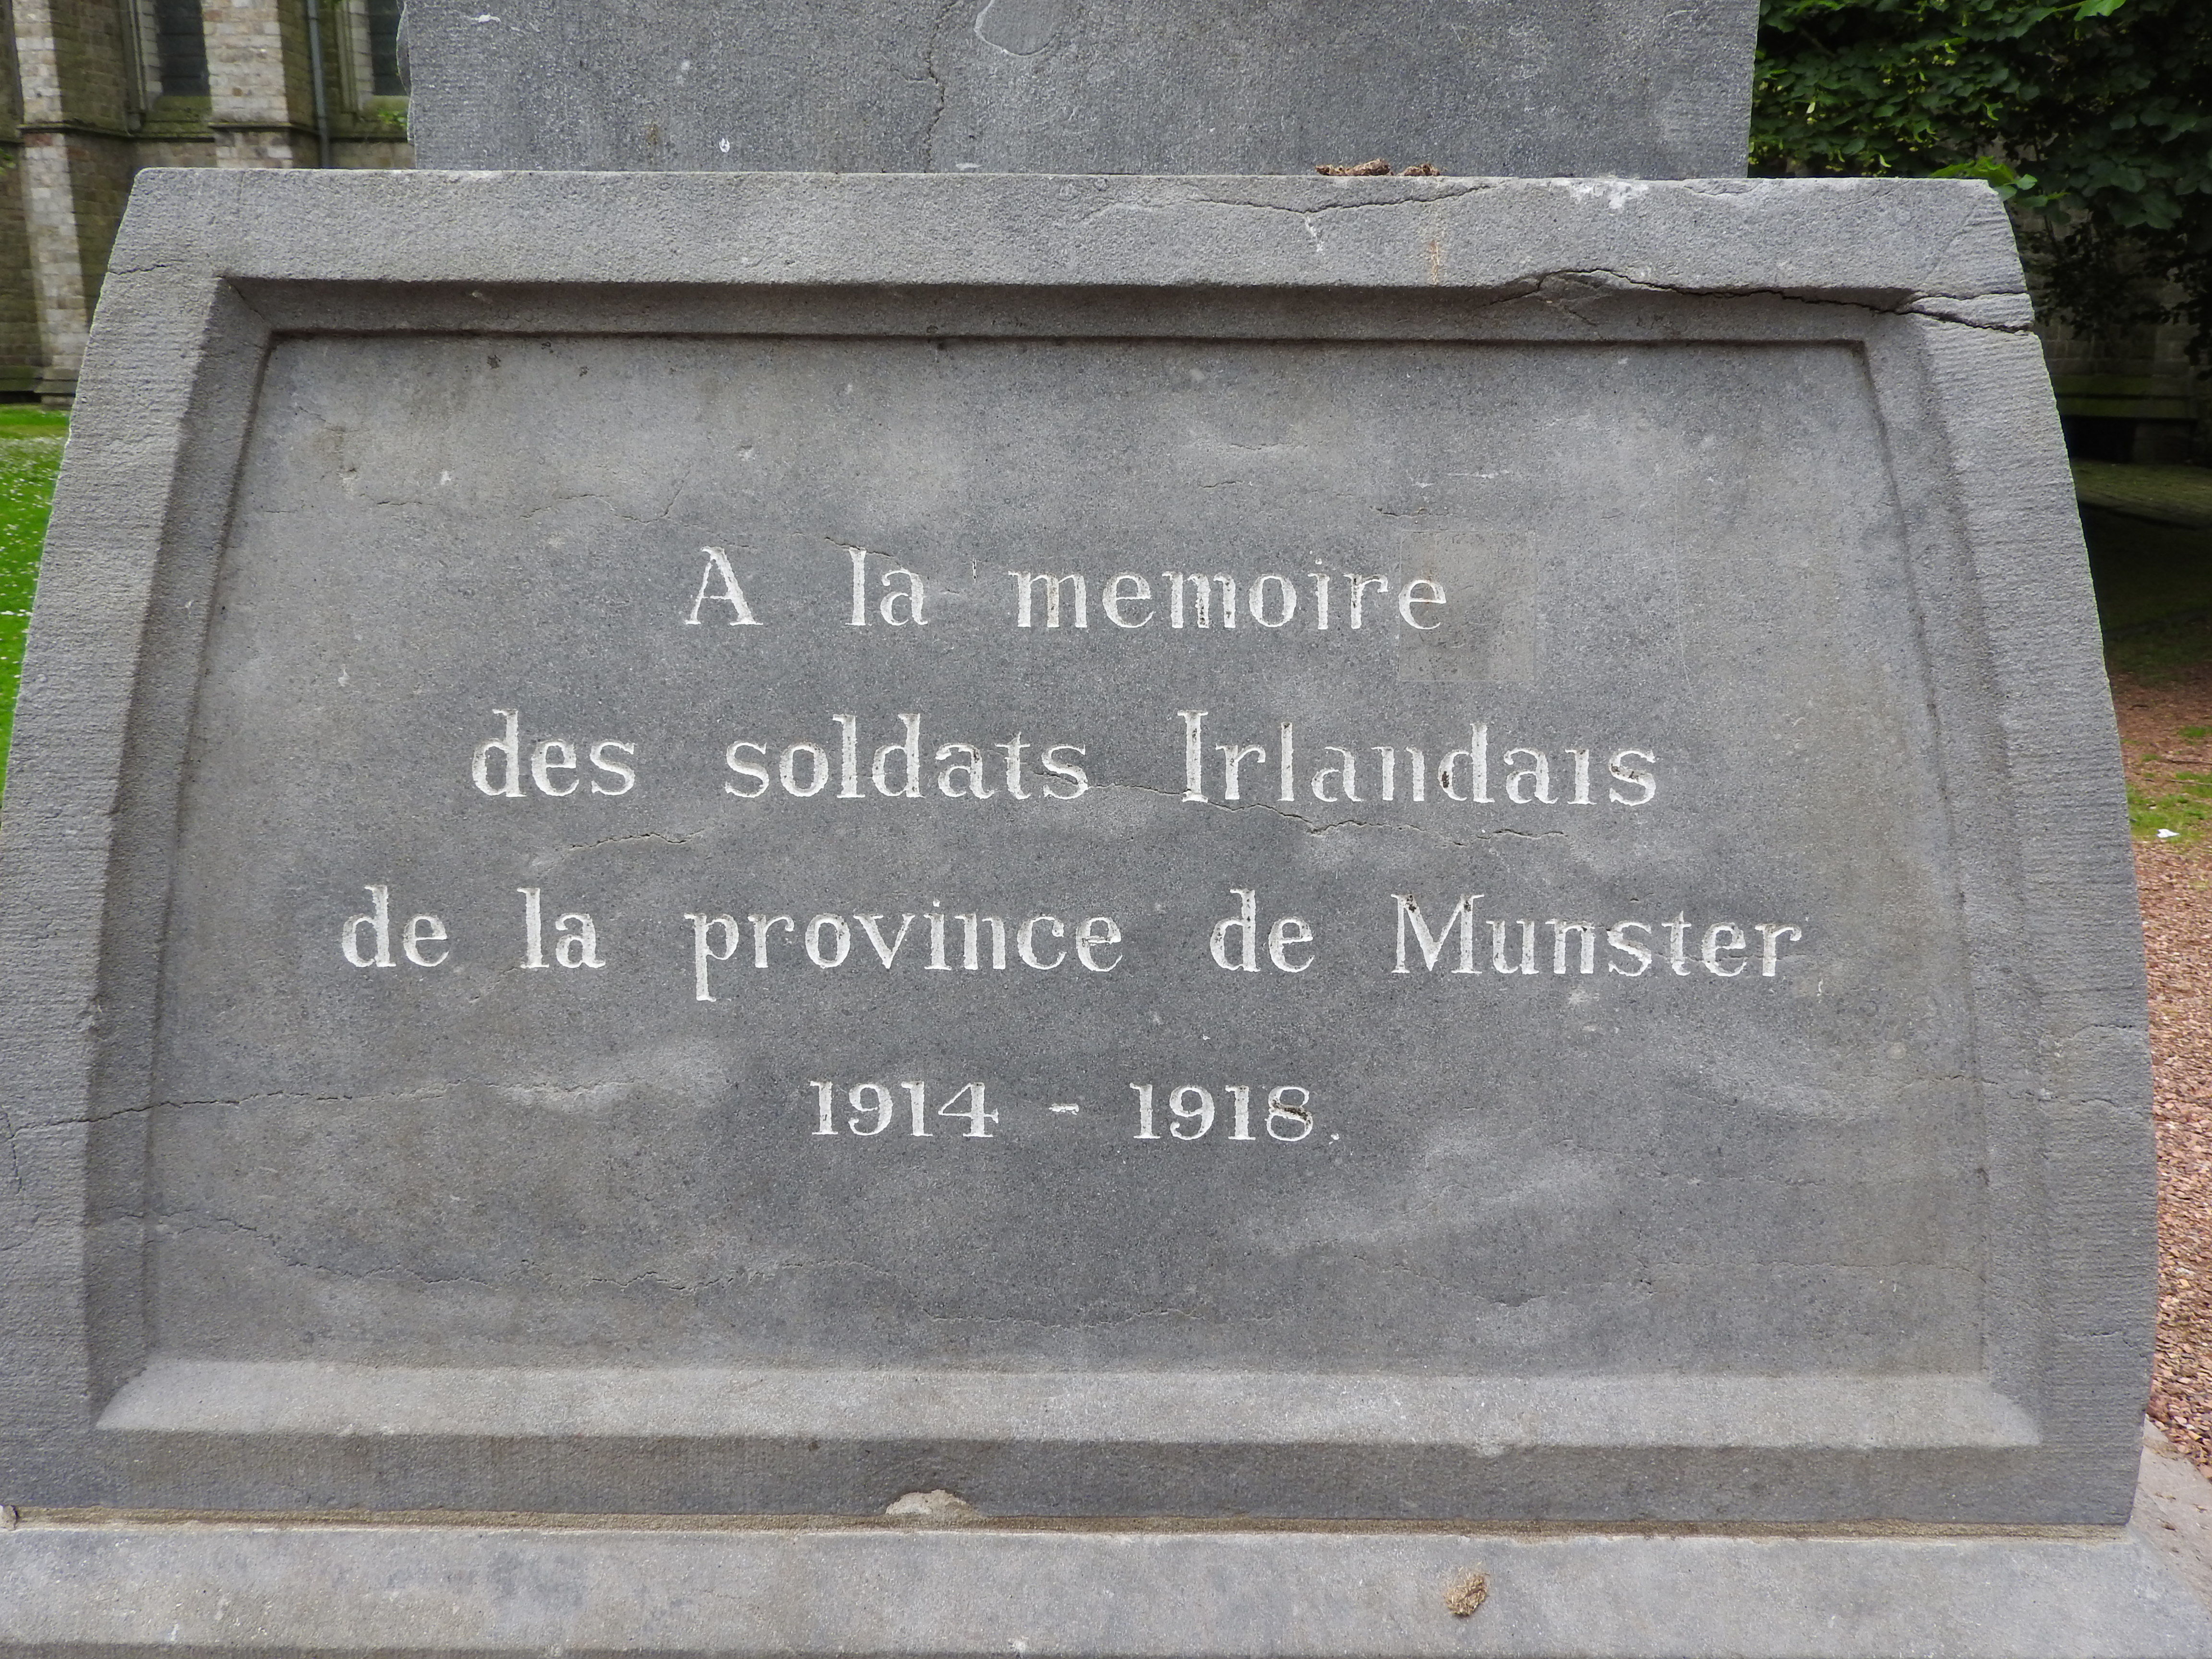 A la memoire
des soldats Irlandais
de la province de Munster
1914 - 1918.